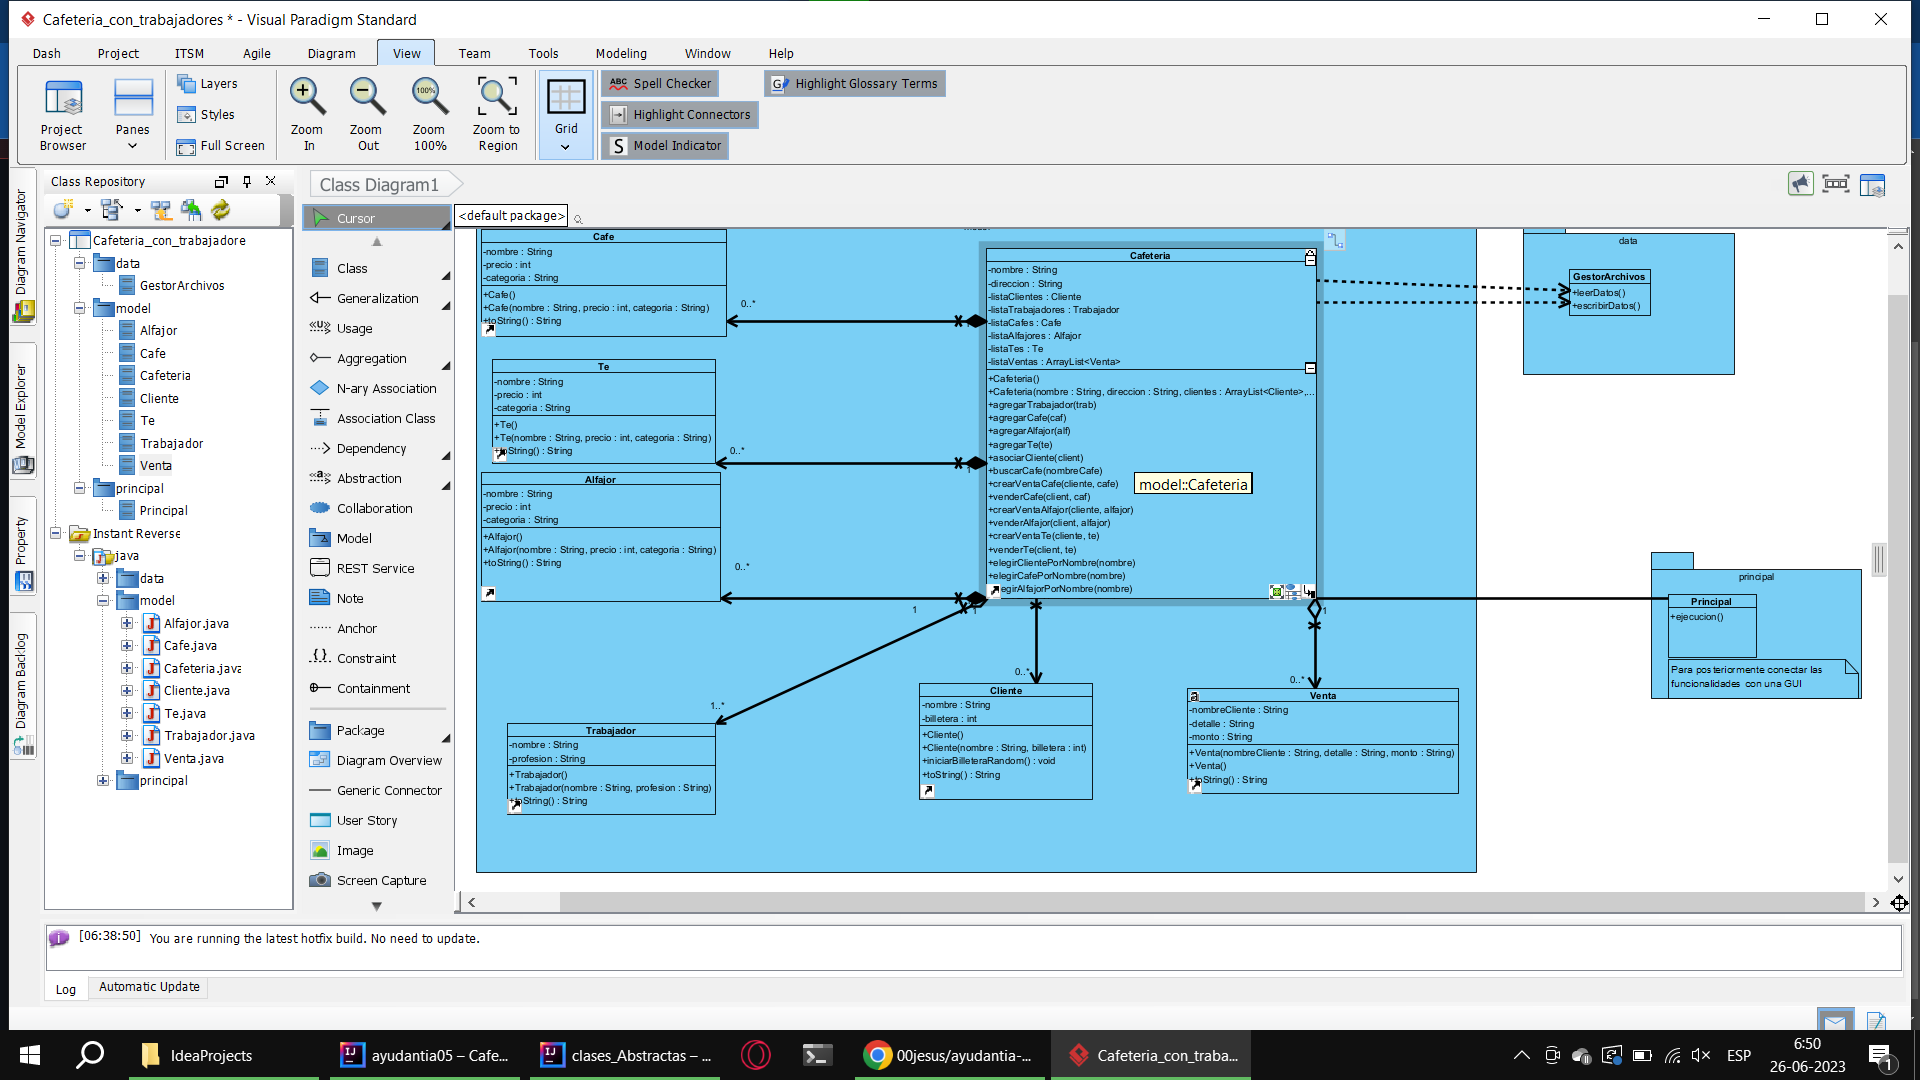 Cafeteria_con_trabajadores * - Visual Paradigm Standard
Dash Project ITSM Agile Diagram View Team Tools Modeling Window Help
Project Browser
Panes
Layers
Styles
Full Screen
Zoom In
Zoom Out
Zoom 100%
Zoom to Region
Grid
Spell Checker
Highlight Connectors
Model Indicator
Highlight Glossary Terms
Diagram Navigator
Model Explorer
Property
Diagram Backlog
Class Repository
Cafeteria_con_trabajadore
data
GestorArchivos
model
Alfajor
Cafe
Cafeteria
Cliente
Te
Trabajador
Venta
principal
Principal
Instant Reverse
java
data
model
Alfajor.java
Cafe.java
Cafeteria.java
Cliente.java
Te.java
Trabajador.java
Venta.java
principal
Class Diagram1
Cursor
<default package>
Class
Generalization
Usage
Aggregation
N-ary Association
Association Class
Dependency
Abstraction
Collaboration
Model
REST Service
Note
Anchor
Constraint
Containment
Package
Diagram Overview
Generic Connector
User Story
Image
Screen Capture
Cafe
-nombre : String
-precio : int
-categoria : String
+Cafe()
+Cafe(nombre : String, precio : int, categoria : String)
+toString() : String
0..*
Te
-nombre : String
-precio : int
-categoria : String
+Te()
+Te(nombre : String, precio : int, categoria : String)
+toString() : String
0..*
1
Alfajor
-nombre : String
-precio : int
-categoria : String
+Alfajor()
+Alfajor(nombre : String, precio : int, categoria : String)
+toString() : String
0..*
1
1
Cafeteria
-nombre : String
-direccion : String
-listaClientes : Cliente
-listaTrabajadores : Trabajador
-listaCafes : Cafe
-listaAlfajores : Alfajor
-listaTes : Te
-listaVentas : ArrayList<Venta>
+Cafeteria()
+Cafeteria(nombre : String, direccion : String, clientes : ArrayList<Cliente>,...
+agregarTrabajador(trab)
+agregarCafe(caf)
+agregarAlfajor(alf)
+agregarTe(te)
+asociarCliente(client)
+buscarCafe(nombreCafe)
+crearVentaCafe(cliente, cafe)
+venderCafe(client, caf)
+crearVentaAlfajor(cliente, alfajor)
+venderAlfajor(client, alfajor)
+crearVentaTe(cliente, te)
+venderTe(client, te)
+elegirClientePorNombre(nombre)
+elegirCafePorNombre(nombre)
egirAlfajorPorNombre(nombre)
model::Cafeteria
data
GestorArchivos
+leerDatos()
+escribirDatos()
principal
Principal
+ejecucion()
Para posteriormente conectar las
funcionalidades con una GUI
1..*
Trabajador
-nombre : String
-profesion : String
+Trabajador()
+Trabajador(nombre : String, profesion : String)
+toString() : String
0..*
Cliente
-nombre : String
-billetera : int
+Cliente()
+Cliente(nombre : String, billetera : int)
+iniciarBilleteraRandom() : void
+toString() : String
1
0..*
Venta
-nombreCliente : String
-detalle : String
-monto : String
+Venta(nombreCliente : String, detalle : String, monto : String)
+Venta()
+toString() : String
[06:38:50] You are running the latest hotfix build. No need to update.
Log Automatic Update
IdeaProjects
ayudantia05 – Cafe...
clases_Abstractas – ...
00jesus/ayudantia-...
Cafeteria_con_traba...
ESP
6:50
26-06-2023
1